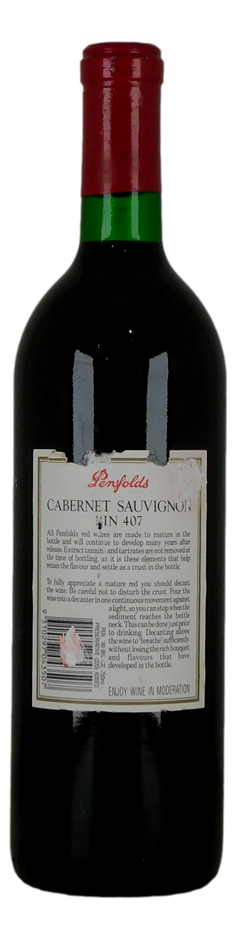 Penfolds
CABERNET SAUVIGNON
BIN 407
All Penfolds red wines are made to mature in the
bottle and will continue to develop many years after
release. Extract tannins and tartrates are not removed at
the time of bottling, as it is these elements that help
retain the flavour and settle as a crust in the bottle.
To fully appreciate a mature red you should decant
the wine. Be careful not to disturb the crust. Pour the
wine into a decanter in one continuous movement against
a light, so you can stop when the
sediment reaches the bottle
neck. This can be done just prior
to drinking. Decanting allows
the wine to 'breathe' sufficiently
without losing the rich bouquet
and flavours that have
developed in the bottle.
ENJOY WINE IN MODERATION
750ml
PRESERVATIVE (220) ADDED